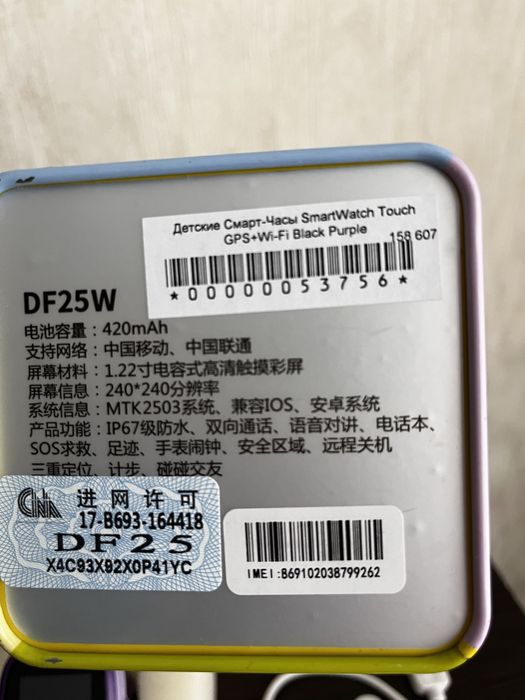 Детские Смарт-Часы SmartWatch Touch
GPS+Wi-Fi Black Purple
158 607
*00000053756*
DF25W
电池容量：420mAh
支持网络：中国移动、中国联通
屏幕材料：1.22寸电容式高清触摸彩屏
屏幕信息：240*240分辨率
系统信息：MTK2503系统、兼容IOS、安卓系统
产品功能：IP67级防水、双向通话、语音对讲、电话本、
SOS求救、足迹、手表闹钟、安全区域、远程关机
三重定位、计步、碰碰交友
进网许可
17-B693-164418
DF25
X4C93X92X0P41YC
IMEI:869102038799262